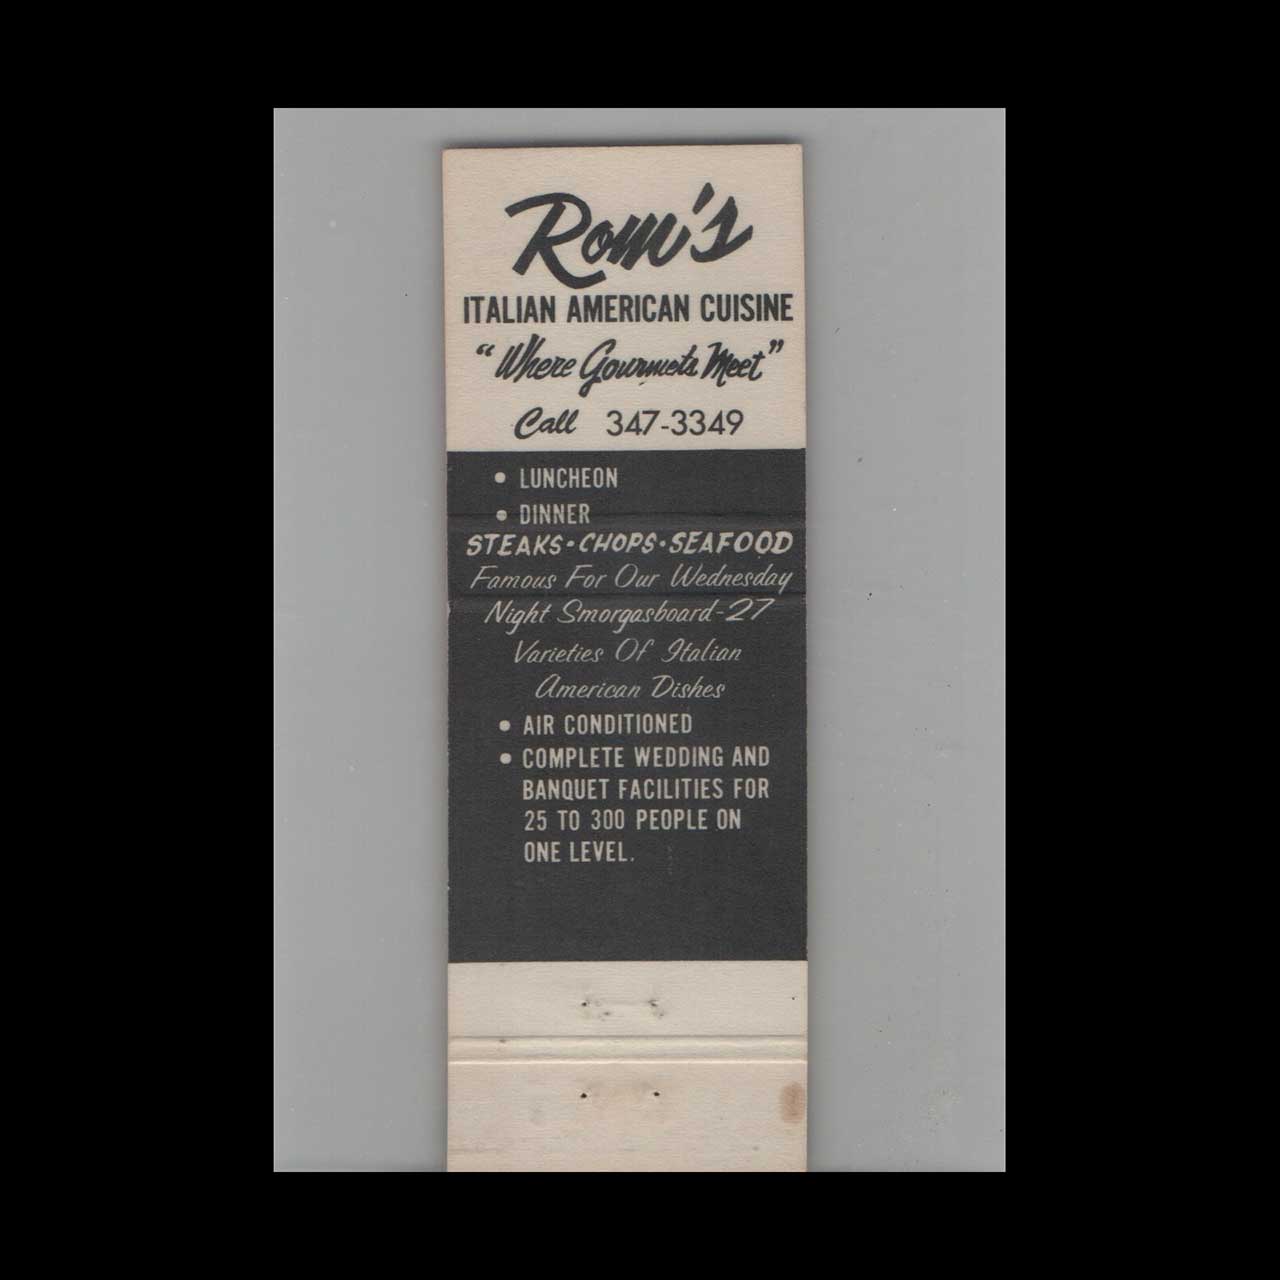 Rom's
ITALIAN AMERICAN CUISINE
"Where Gourmets Meet"
Call 347-3349
• LUNCHEON
• DINNER
STEAKS•CHOPS•SEAFOOD
Famous For Our Wednesday
Night Smorgasboard-27
Varieties Of Italian
American Dishes
• AIR CONDITIONED
• COMPLETE WEDDING AND
BANQUET FACILITIES FOR
25 TO 300 PEOPLE ON
ONE LEVEL.